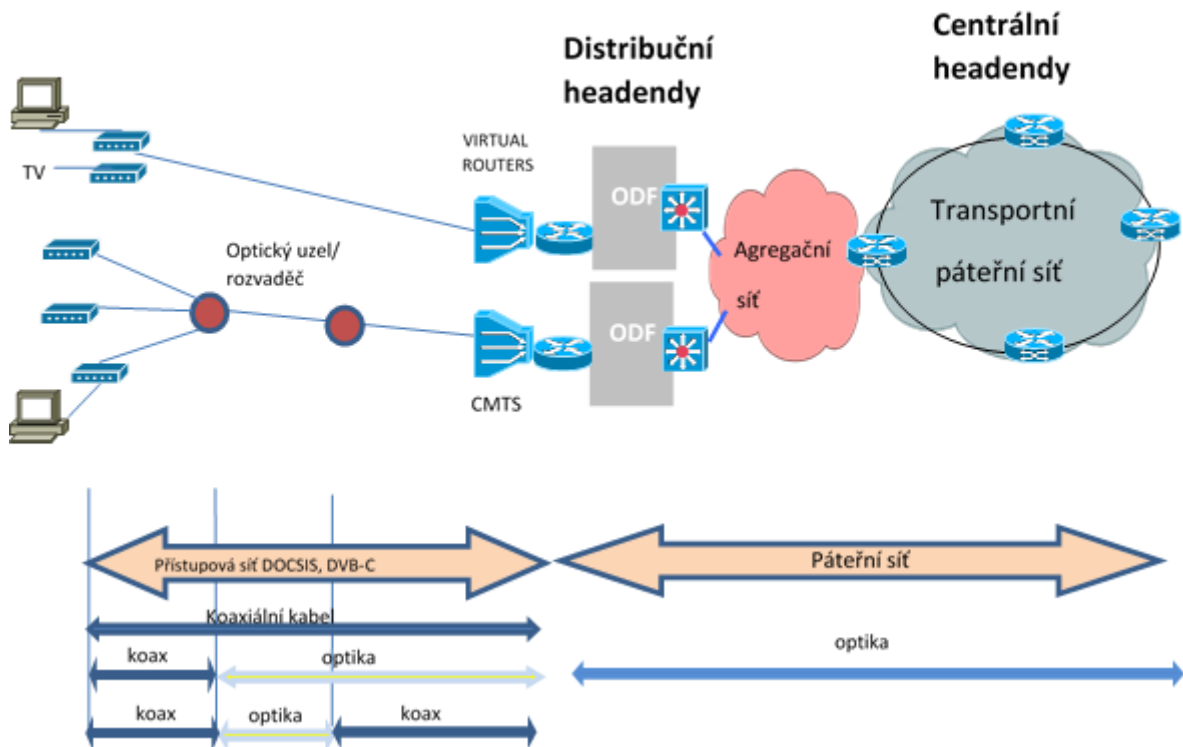 Distribuční
headendy
Centrální
headendy
VIRTUAL
ROUTERS
TV
ODF
Optický uzel/
rozvaděč
Agregační
síť
Transportní
páteřní síť
ODF
CMTS
Přístupová síť DOCSIS, DVB-C
Páteřní síť
Koaxiální kabel
koax
optika
optika
koax
optika
koax